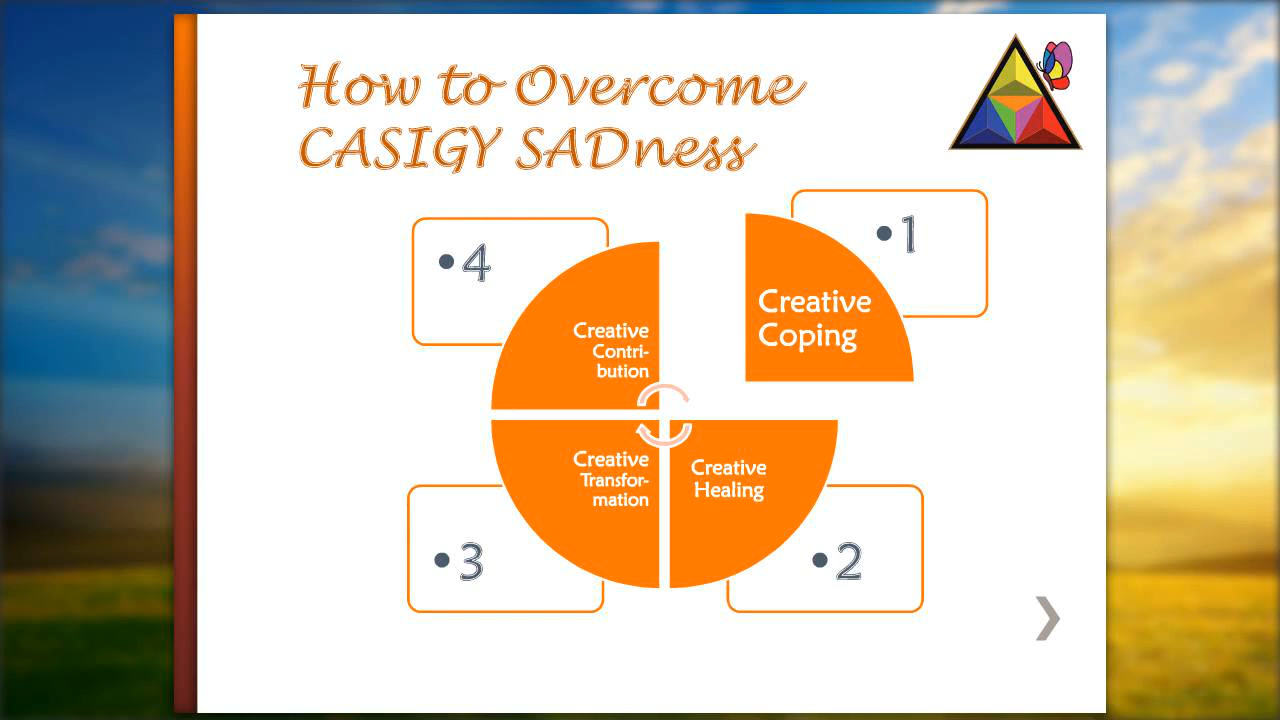 How to Overcome
CASIGY SADness
•1
Creative
Coping
•2
Creative
Healing
•3
Creative
Transfor-
mation
•4
Creative
Contri-
bution